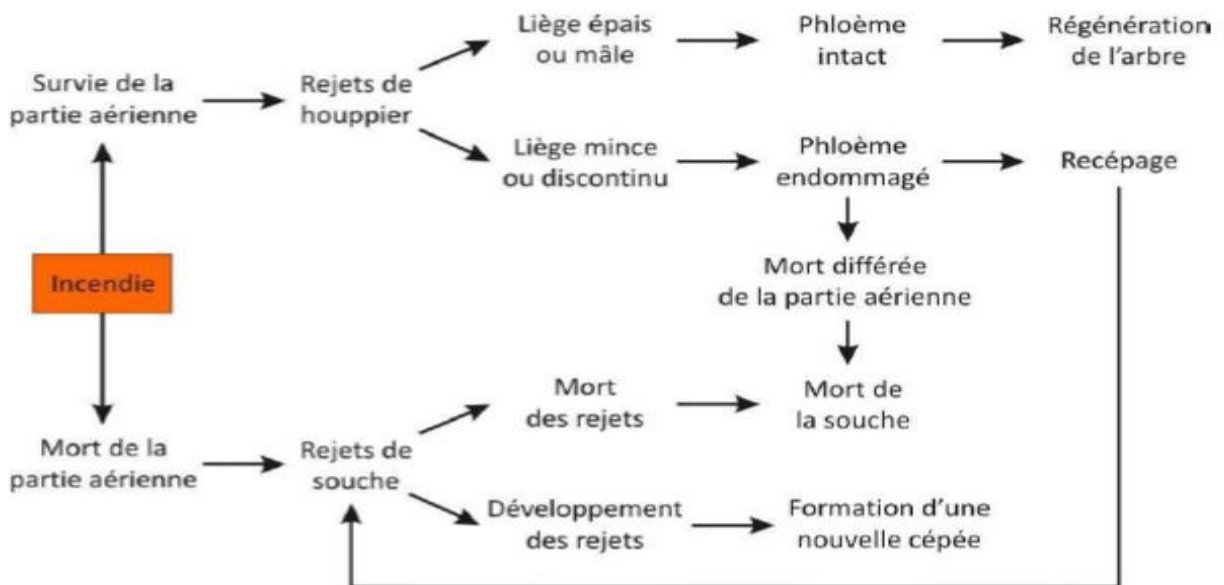 Survie de la
partie aérienne
Rejets de
houppier
Liège épais
ou mâle
Phloème
intact
Régénération
de l'arbre
Liège mince
ou discontinu
Phloème
endommagé
Recépage
Incendie
Mort différée
de la partie aérienne
Mort de la
partie aérienne
Rejets de
souche
Mort
des rejets
Mort de
la souche
Développement
des rejets
Formation d'une
nouvelle cépée